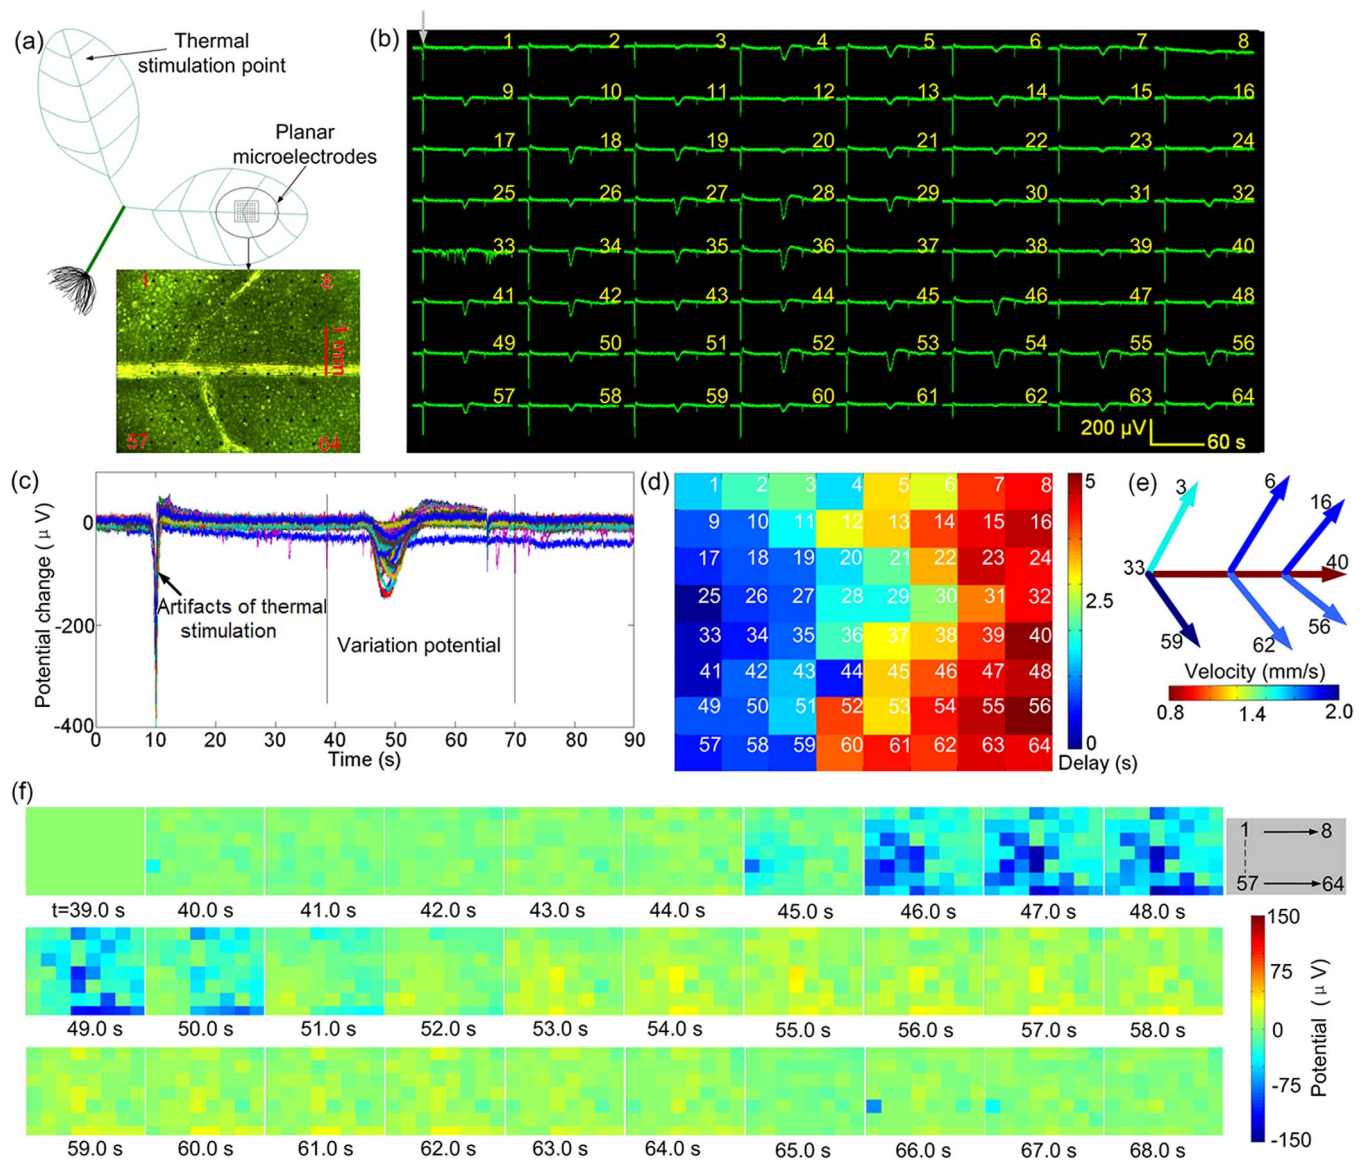 (a)
Thermal
stimulation point
Planar
microelectrodes
1
8
1 mm
57
64
(b)
1 2 3 4 5 6 7 8
9 10 11 12 13 14 15 16
17 18 19 20 21 22 23 24
25 26 27 28 29 30 31 32
33 34 35 36 37 38 39 40
41 42 43 44 45 46 47 48
49 50 51 52 53 54 55 56
57 58 59 60 61 62 63 64
200 μV
60 s
(c)
Potential change ( μ V)
0
-200
-400
Artifacts of thermal
stimulation
Variation potential
0 10 20 30 40 50 60 70 80 90
Time (s)
(d)
1 2 3 4 5 6 7 8
9 10 11 12 13 14 15 16
17 18 19 20 21 22 23 24
25 26 27 28 29 30 31 32
33 34 35 36 37 38 39 40
41 42 43 44 45 46 47 48
49 50 51 52 53 54 55 56
57 58 59 60 61 62 63 64
5
2.5
0
Delay (s)
(e)
3
6
16
33
40
59
62
56
Velocity (mm/s)
0.8 1.4 2.0
(f)
t=39.0 s 40.0 s 41.0 s 42.0 s 43.0 s 44.0 s 45.0 s 46.0 s 47.0 s 48.0 s
1 8
57 64
49.0 s 50.0 s 51.0 s 52.0 s 53.0 s 54.0 s 55.0 s 56.0 s 57.0 s 58.0 s
59.0 s 60.0 s 61.0 s 62.0 s 63.0 s 64.0 s 65.0 s 66.0 s 67.0 s 68.0 s
150
75
0
-75
-150
Potential ( μ V)